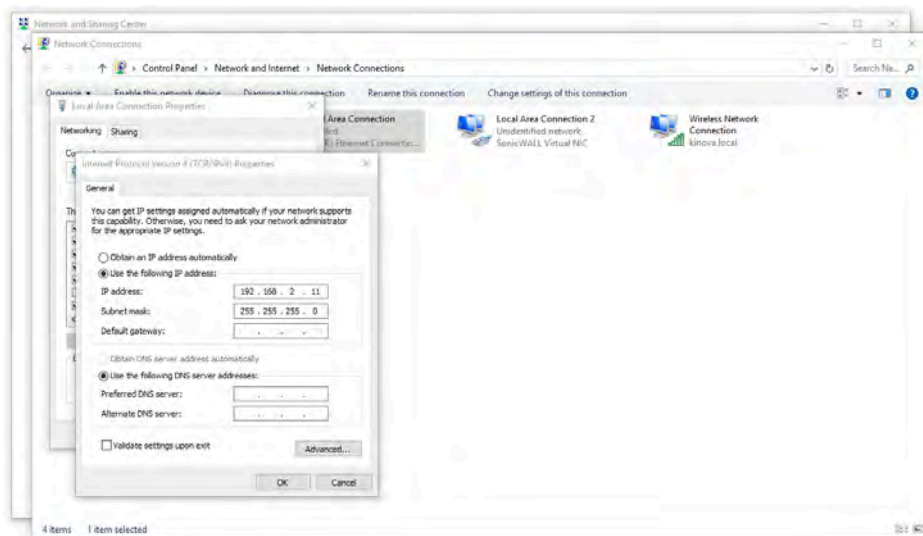 Network and Sharing Center
Network Connections
Control Panel > Network and Internet > Network Connections
Search Ne...
Organize Enable this network device Diagnose this connection Rename this connection Change settings of this connection
Local Area Connection Properties
Networking Sharing
Area Connection
Ethernet Connectio...
Local Area Connection 2
Unidentified network
SonicWALL Virtual NIC
Wireless Network
Connection
kinova.local
Internet Protocol Version 4 (TCP/IPv4) Properties
General
You can get IP settings assigned automatically if your network supports
this capability. Otherwise, you need to ask your network administrator
for the appropriate IP settings.
Obtain an IP address automatically
Use the following IP address:
IP address: 192 . 168 . 2 . 11
Subnet mask: 255 . 255 . 255 . 0
Default gateway: . . .
Obtain DNS server address automatically
Use the following DNS server addresses:
Preferred DNS server: . . .
Alternate DNS server: . . .
Validate settings upon exit
Advanced...
OK Cancel
4 items 1 item selected